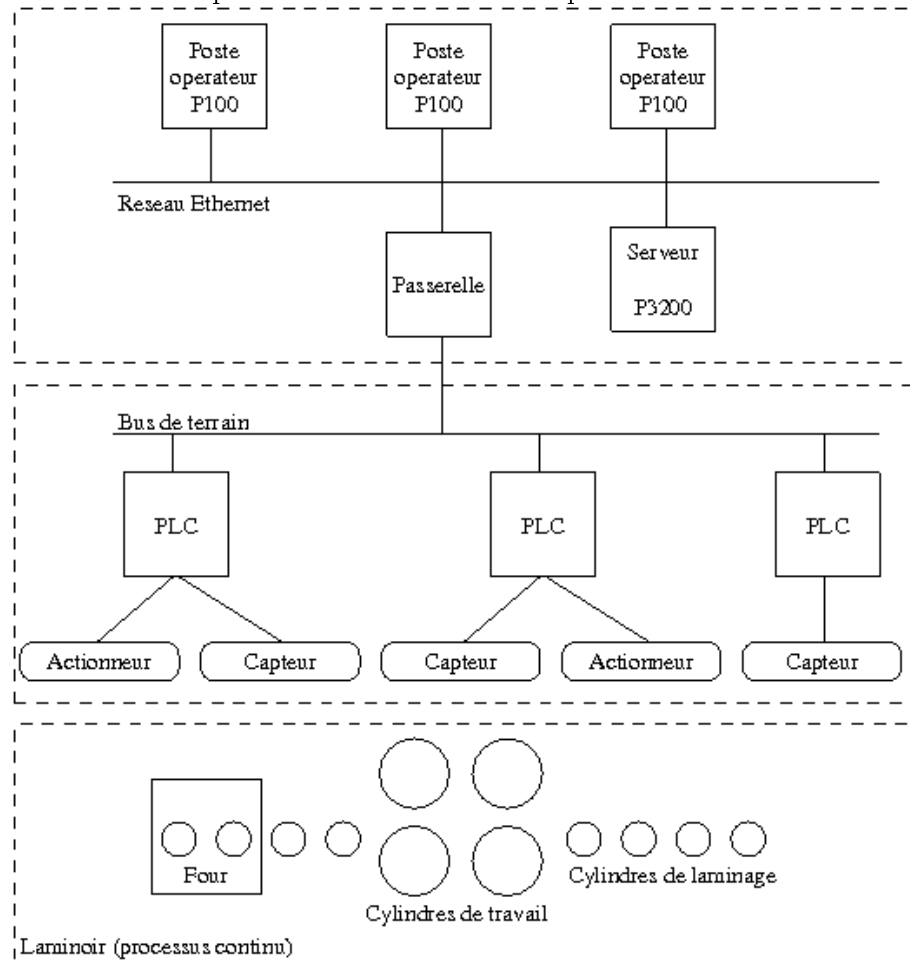 Poste
operateur
P100
Poste
operateur
P100
Poste
operateur
P100
Reseau Ethernet
Passerelle
Serveur
P3200
Bus de terrain
PLC
PLC
PLC
Actionneur
Capteur
Capteur
Actionneur
Capteur
Four
Cylindres de laminage
Cylindres de travail
Laminoir (processus continu)